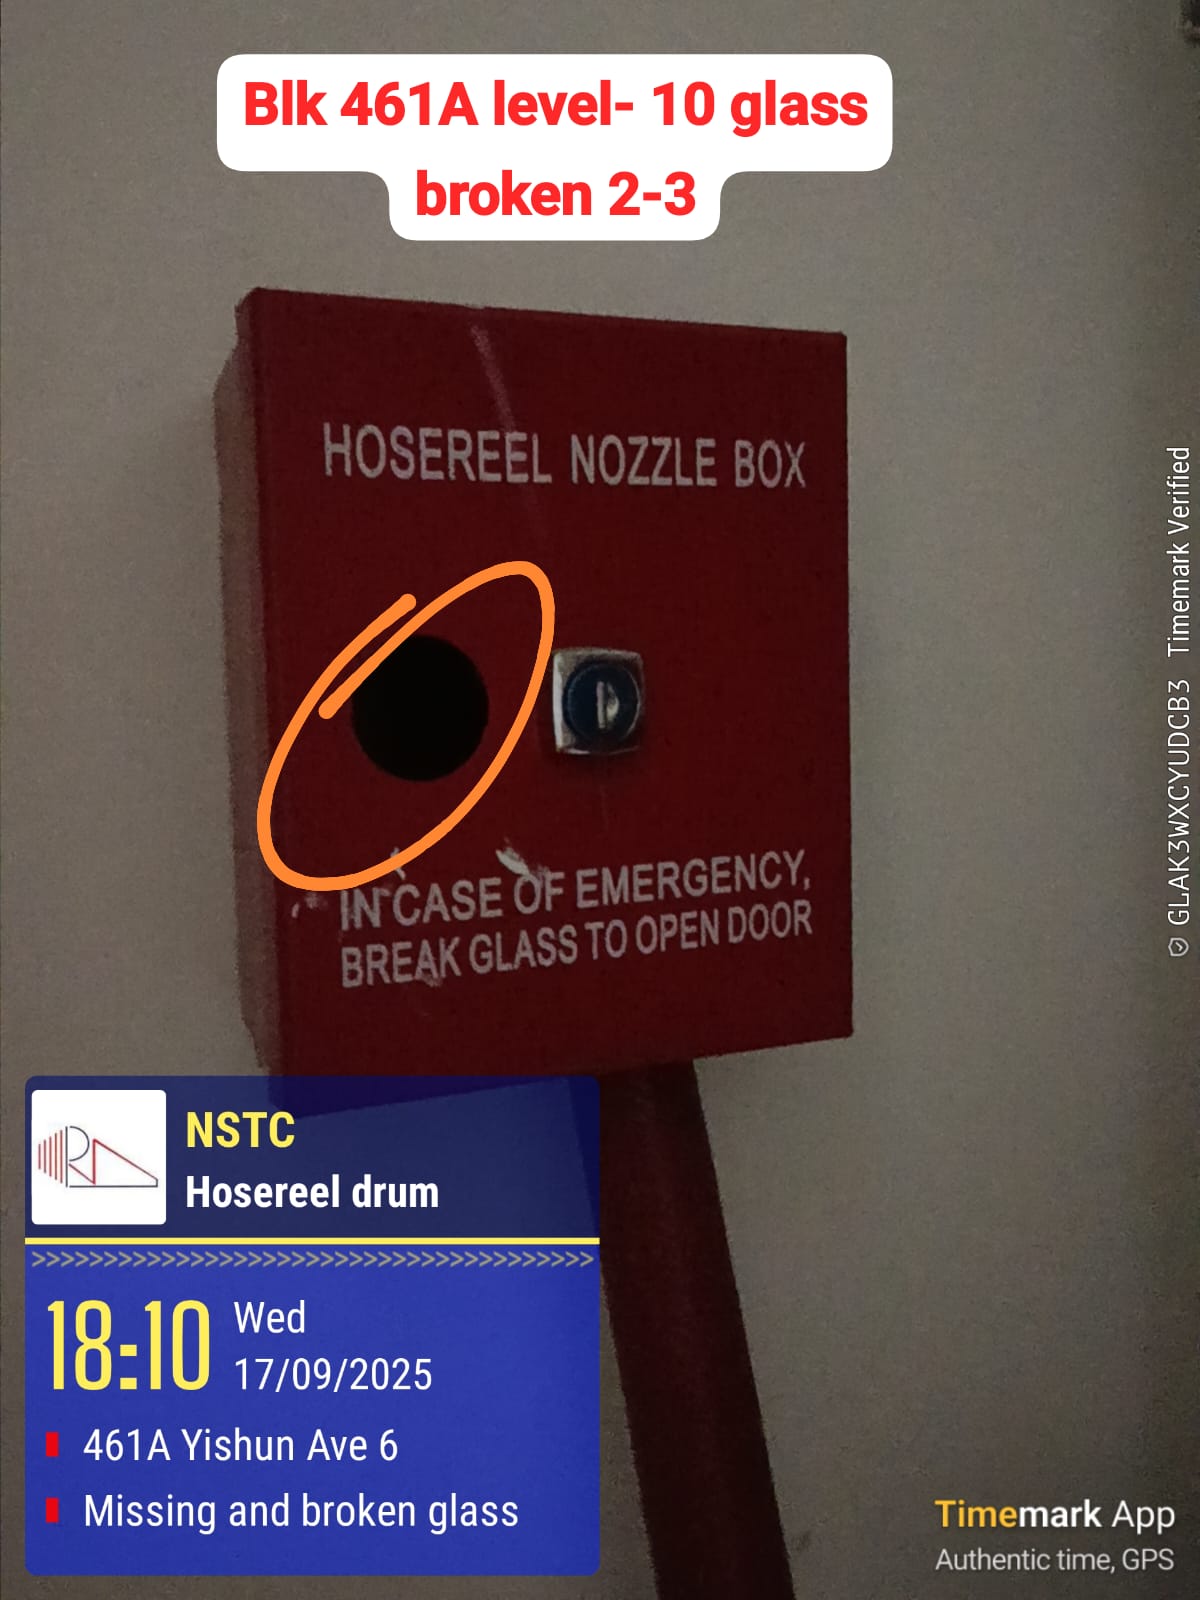 Blk 461A level- 10 glass
broken 2-3
HOSEREEL NOZZLE BOX
IN CASE OF EMERGENCY,
BREAK GLASS TO OPEN DOOR
NSTC
Hosereel drum
>>>>>>>>>>>>>>>>>>>>>>>>>>>>>>>>>>>>>>>
18:10
Wed
17/09/2025
461A Yishun Ave 6
Missing and broken glass
GLAK3WXCYUDCB3 Timemark Verified
Timemark App
Authentic time, GPS